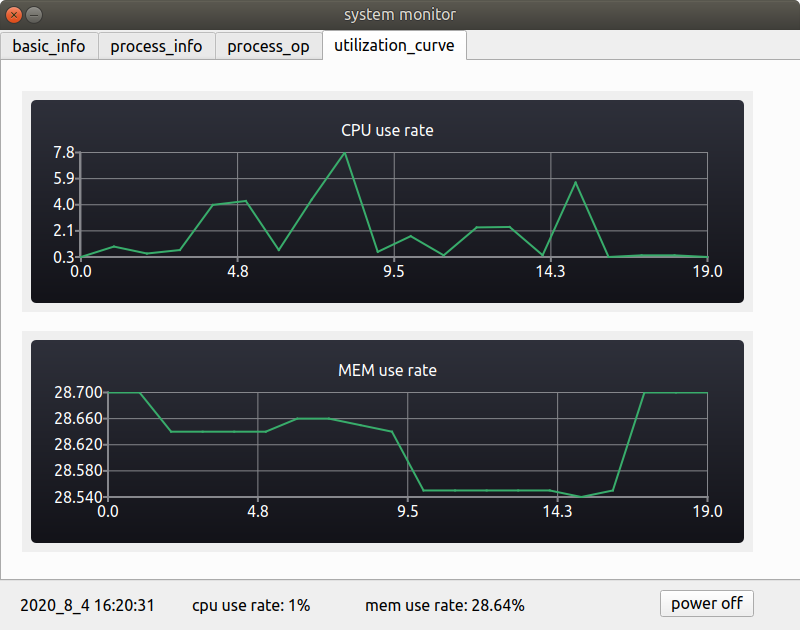 system monitor
basic_info process_info process_op utilization_curve
CPU use rate
7.8
5.9
4.0
2.1
0.3
0.0 4.8 9.5 14.3 19.0
MEM use rate
28.700
28.660
28.620
28.580
28.540
0.0 4.8 9.5 14.3 19.0
2020_8_4 16:20:31 cpu use rate: 1% mem use rate: 28.64% power off